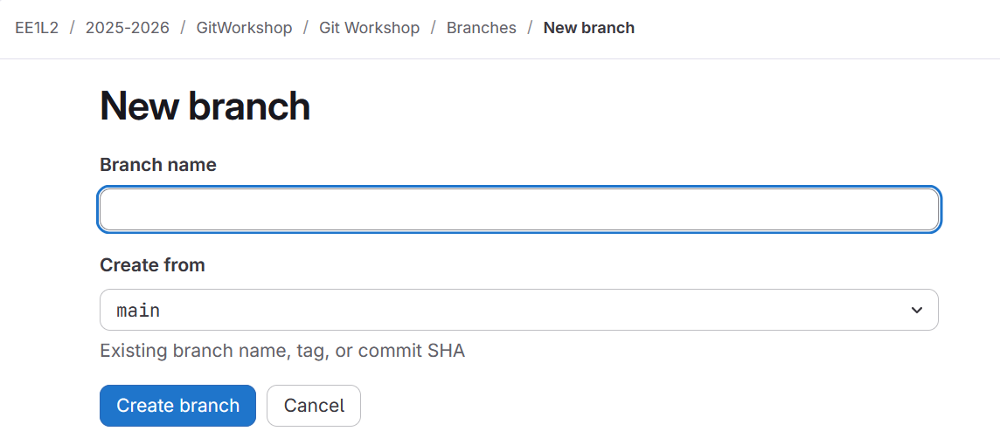 EE1L2 / 2025-2026 / GitWorkshop / Git Workshop / Branches / New branch
New branch
Branch name
Create from
main
Existing branch name, tag, or commit SHA
Create branch Cancel